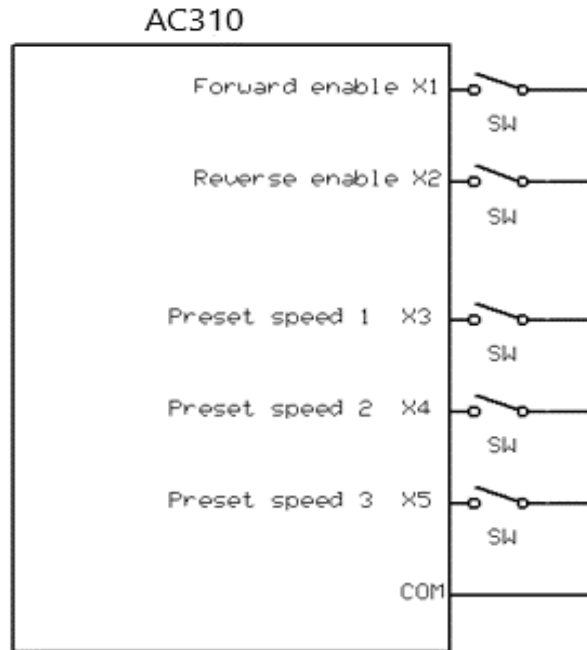 AC310
Forward enable X1
SW
Reverse enable X2
SW
Preset speed 1 X3
SW
Preset speed 2 X4
SW
Preset speed 3 X5
SW
COM